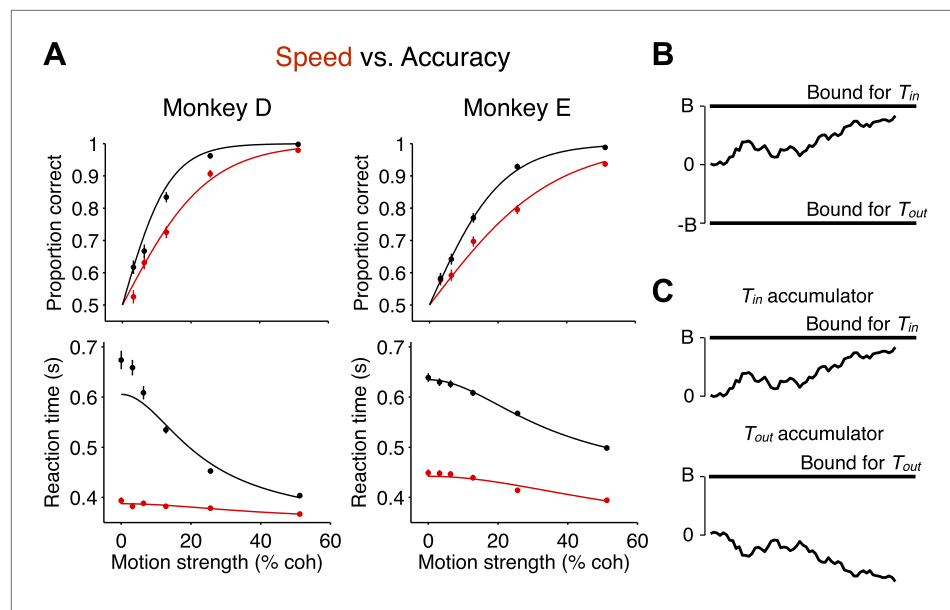 A
Speed vs. Accuracy
Monkey D
Monkey E
Proportion correct
1
0.9
0.8
0.7
0.6
0.5
Proportion correct
1
0.9
0.8
0.7
0.6
0.5
Reaction time (s)
0.7
0.6
0.5
0.4
0 20 40 60
Motion strength (% coh)
Reaction time (s)
0.7
0.6
0.5
0.4
0 20 40 60
Motion strength (% coh)
B
Bound for Tin
B
0
Bound for Tout
-B
C
Tin accumulator
Bound for Tin
B
0
Tout accumulator
Bound for Tout
B
0